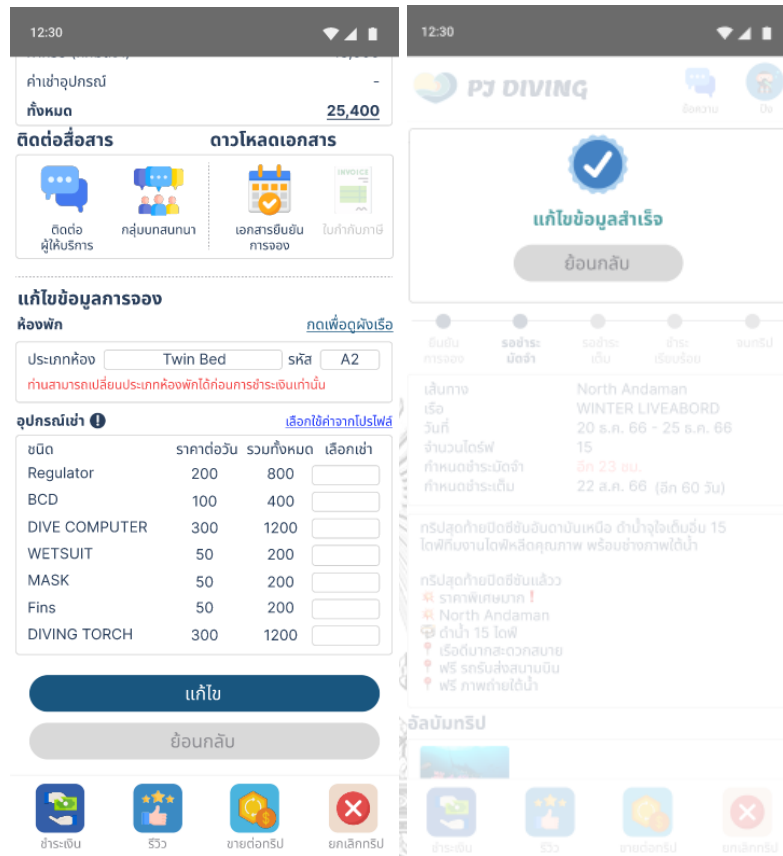 12:30
ค่าเช่าอุปกรณ์ -
ทั้งหมด 25,400
ติดต่อสื่อสาร ดาวโหลดเอกสาร
INVOICE
ติดต่อ
ผู้ให้บริการ
กลุ่มบทสนทนา
เอกสารยืนยัน
การจอง
ใบกำกับภาษี
แก้ไขข้อมูลการจอง
ห้องพัก กดเพื่อดูผังเรือ
ประเภทห้อง Twin Bed รหัส A2
ท่านสามารถเปลี่ยนประเภทห้องพักได้ก่อนการชำระเงินเท่านั้น
อุปกรณ์เช่า เลือกใช้ค่าจากโปรไฟล์
ชนิด ราคาต่อวัน รวมทั้งหมด เลือกเช่า
Regulator 200 800
BCD 100 400
DIVE COMPUTER 300 1200
WETSUIT 50 200
MASK 50 200
Fins 50 200
DIVING TORCH 300 1200
แก้ไข
ย้อนกลับ
ชำระเงิน รีวิว ขายต่อทริป ยกเลิกทริป
12:30
PJ DIVING
ข้อความ ปิง
แก้ไขข้อมูลสำเร็จ
ย้อนกลับ
ยืนยัน
การจอง
รอชำระ
มัดจำ
รอชำระ
เต็ม
ชำระ
เรียบร้อย
จบทริป
เส้นทาง North Andaman
เรือ WINTER LIVEABORD
วันที่ 20 ธ.ค. 66 - 25 ธ.ค. 66
จำนวนไดร์ฟ 15
กำหนดชำระมัดจำ อีก 23 ชม.
กำหนดชำระเต็ม 22 ส.ค. 66 (อีก 60 วัน)
ทริปสุดท้ายปิดซีซันอันดามันเหนือ ดำน้ำจุใจเต็มอิ่ม 15
ไดฟ์ทีมงานไดฟ์หลีดคุณภาพ พร้อมช่างภาพใต้น้ำ
ทริปสุดท้ายปิดซีซันแล้วว
ราคาพิเศษมาก❗
North Andaman
ดำน้ำ 15 ไดฟ์
เรือดีมากสะดวกสบาย
ฟรี รถรับส่งสนามบิน
ฟรี ภาพถ่ายใต้น้ำ
อัลบัมทริป
ชำระเงิน รีวิว ขายต่อทริป ยกเลิกทริป